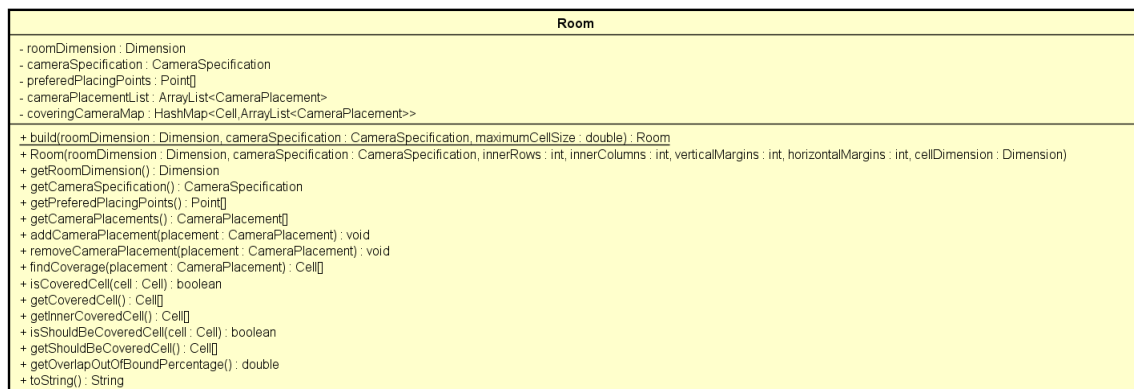 Room
- roomDimension : Dimension
- cameraSpecification : CameraSpecification
- preferedPlacingPoints : Point[]
- cameraPlacementList : ArrayList<CameraPlacement>
- coveringCameraMap : HashMap<Cell,ArrayList<CameraPlacement>>
+ build(roomDimension : Dimension, cameraSpecification : CameraSpecification, maximumCellSize : double) : Room
+ Room(roomDimension : Dimension, cameraSpecification : CameraSpecification, innerRows : int, innerColumns : int, verticalMargins : int, horizontalMargins : int, cellDimension : Dimension)
+ getRoomDimension() : Dimension
+ getCameraSpecification() : CameraSpecification
+ getPreferedPlacingPoints() : Point[]
+ getCameraPlacements() : CameraPlacement[]
+ addCameraPlacement(placement : CameraPlacement) : void
+ removeCameraPlacement(placement : CameraPlacement) : void
+ findCoverage(placement : CameraPlacement) : Cell[]
+ isCoveredCell(cell : Cell) : boolean
+ getCoveredCell() : Cell[]
+ getInnerCoveredCell() : Cell[]
+ isShouldBeCoveredCell(cell : Cell) : boolean
+ getShouldBeCoveredCell() : Cell[]
+ getOverlapOutOfBoundPercentage() : double
+ toString() : String